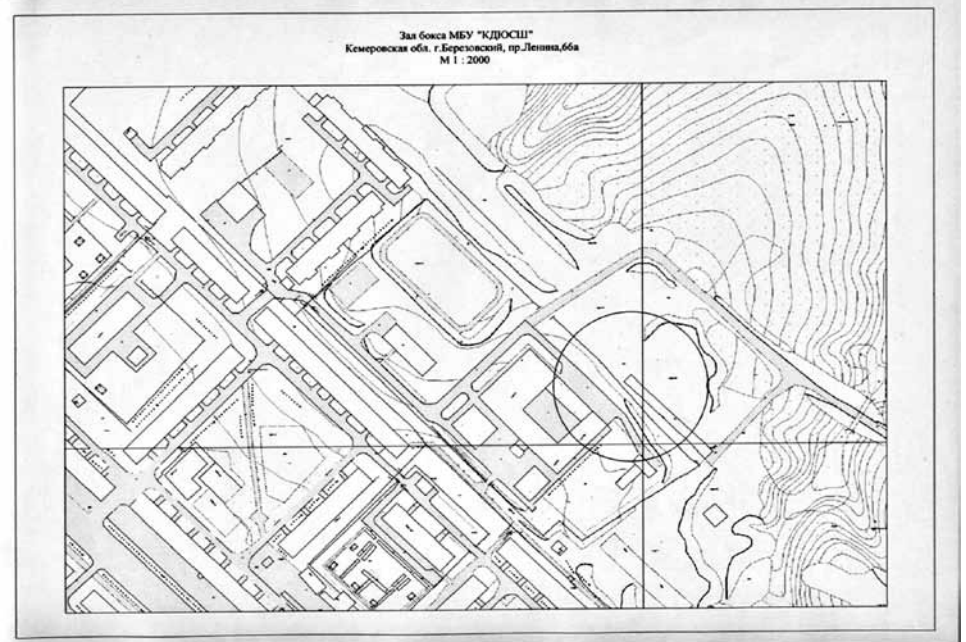 Зал бокса МБУ "КДЮСШ"
Кемеровская обл. г.Березовский, пр.Ленина,66а
М 1 : 2000